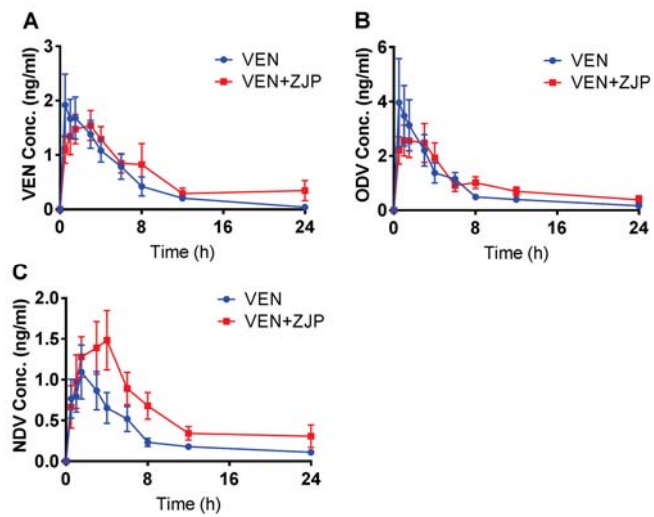 A
VEN
VEN+ZJP
VEN Conc. (ng/ml)
3
2
1
0
0 8 16 24
Time (h)
B
VEN
VEN+ZJP
ODV Conc. (ng/ml)
6
4
2
0
0 8 16 24
Time (h)
C
VEN
VEN+ZJP
NDV Conc. (ng/ml)
2.0
1.5
1.0
0.5
0.0
0 8 16 24
Time (h)